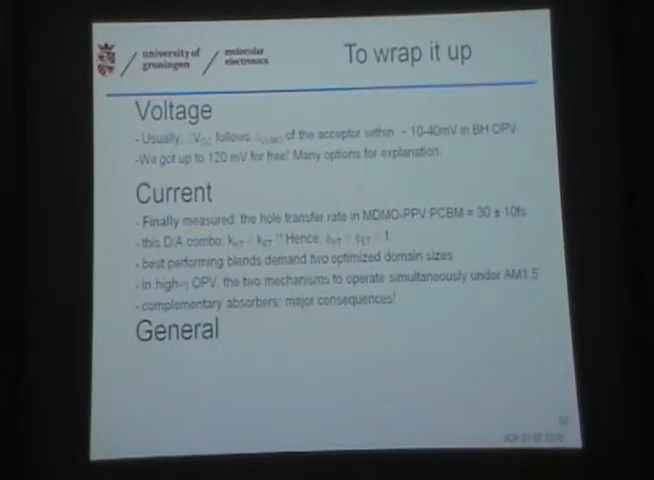 university of
groningen
molecular
electronics
To wrap it up
Voltage
- Usually, follows of the acceptor within ~ 10-40mV in BH OPV
-We got up to 120 mV for free! Many options for explanation.
Current
- Finally measured: the hole transfer rate in MDMO-PPV:PCBM = 30 ± 10fs
- this D/A combo: !! Hence, 1
- best performing blends demand two optimized domain sizes
- In high-η OPV, the two mechanisms to operate simultaneously under AM1.5
- complementary absorbers: major consequences!
General